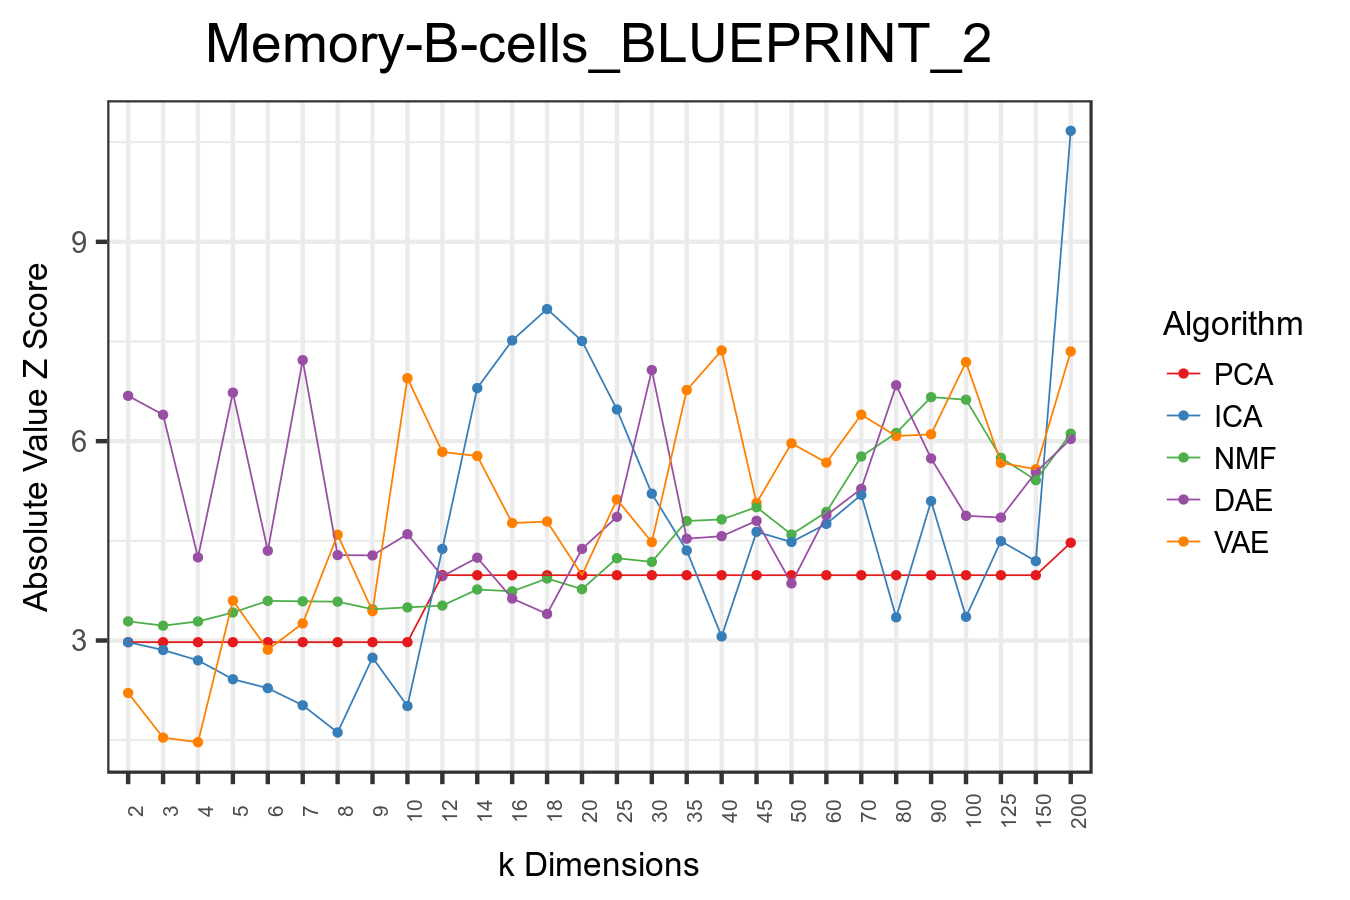 Memory-B-cells_BLUEPRINT_2
Absolute Value Z Score
9
6
3
2 3 4 5 6 7 8 9 10 12 14 16 18 20 25 30 35 40 45 50 60 70 80 90 100 125 150 200
k Dimensions
Algorithm
PCA
ICA
NMF
DAE
VAE